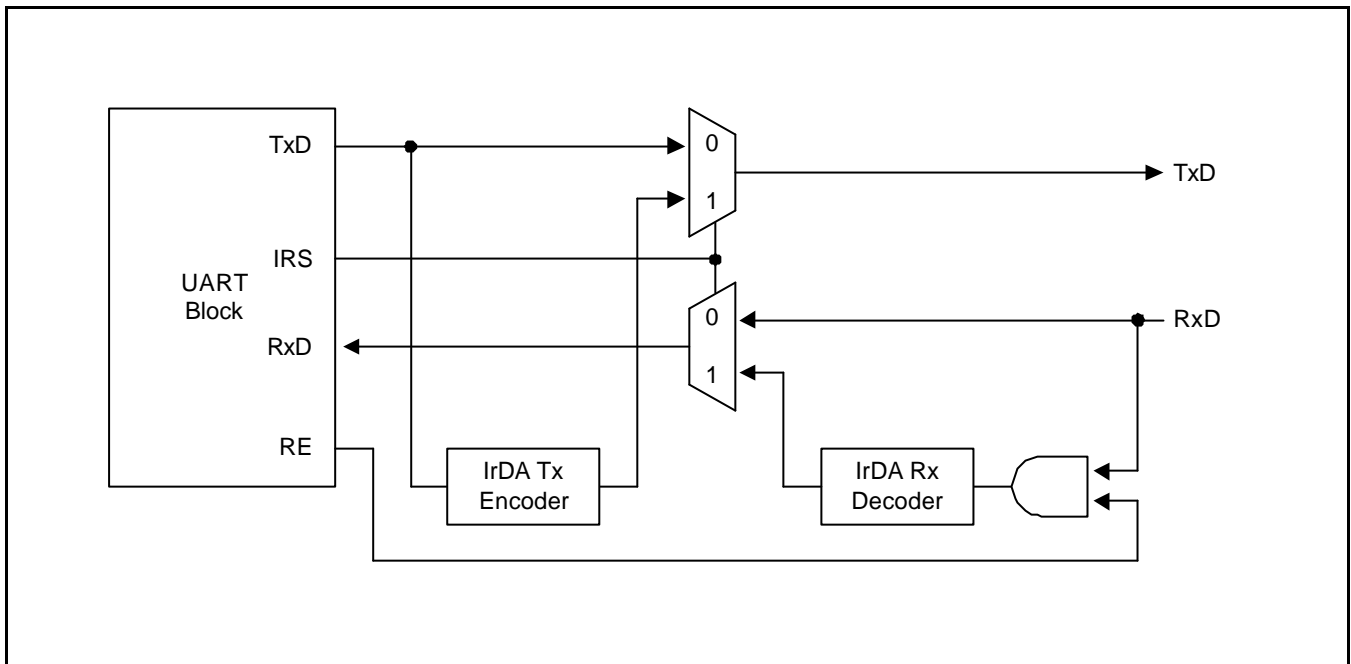 TxD
0
1
TxD
IRS
UART
Block
0
RxD
RxD
1
RE
IrDA Tx
Encoder
IrDA Rx
Decoder